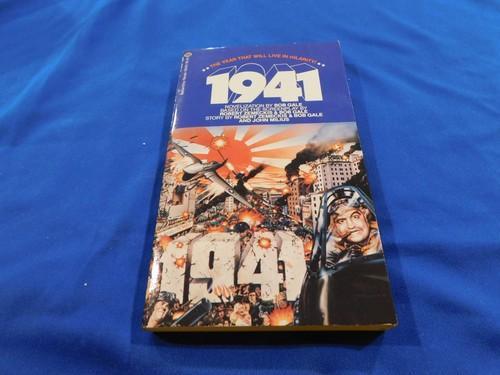 THE YEAR THAT WILL LIVE IN HILARITY!
1941
NOVELIZATION BY BOB GALE
BASED ON THE SCREENPLAY BY
ROBERT ZEMECKIS & BOB GALE
STORY BY ROBERT ZEMECKIS & BOB GALE
AND JOHN MILIUS
1941